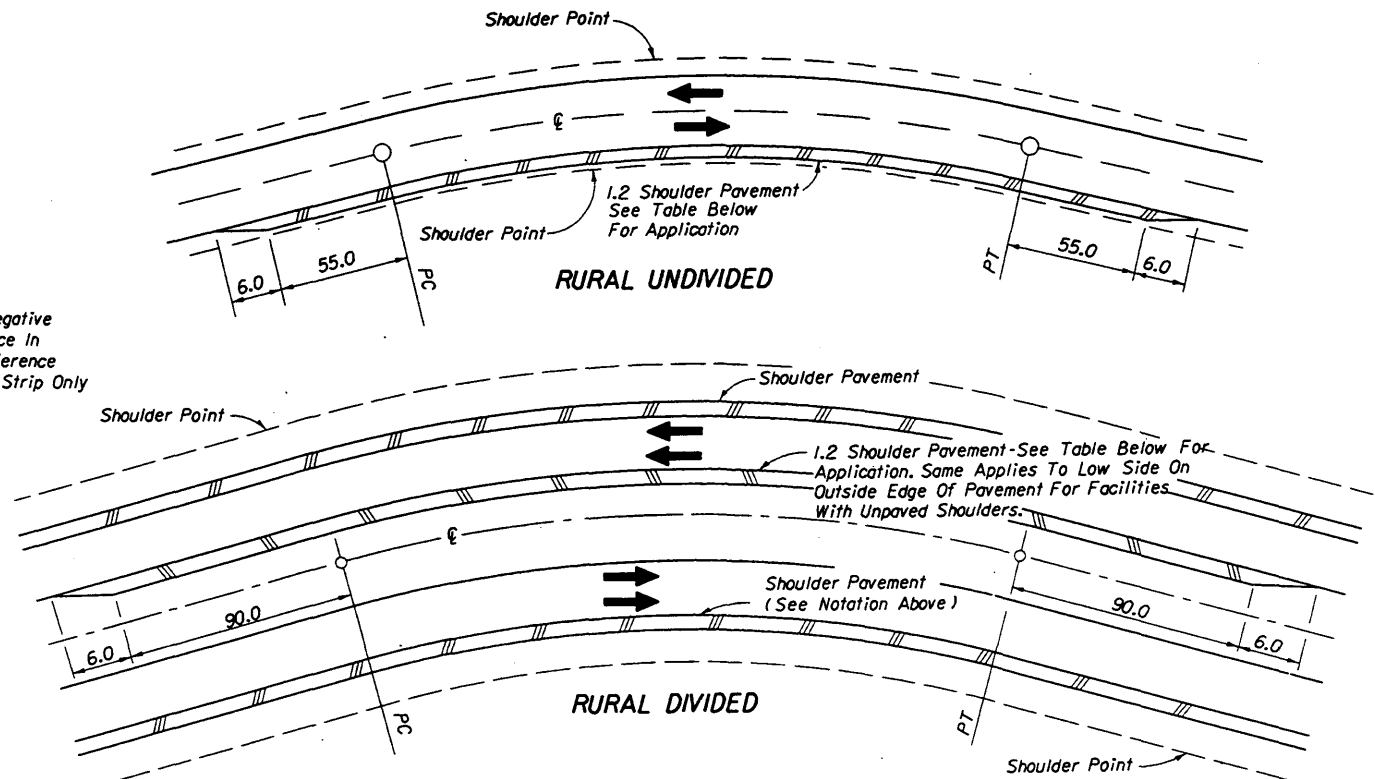 Shoulder Point
℄
1.2 Shoulder Pavement
See Table Below
For Application
Shoulder Point
6.0
55.0
PC
PT
55.0
6.0
RURAL UNDIVIDED
egative
ce In
ference
Strip Only
Shoulder Point
Shoulder Pavement
1.2 Shoulder Pavement-See Table Below For
Application. Same Applies To Low Side On
Outside Edge Of Pavement For Facilities
With Unpaved Shoulders.
℄
Shoulder Pavement
(See Notation Above)
6.0
90.0
90.0
6.0
PC
PT
RURAL DIVIDED
Shoulder Point